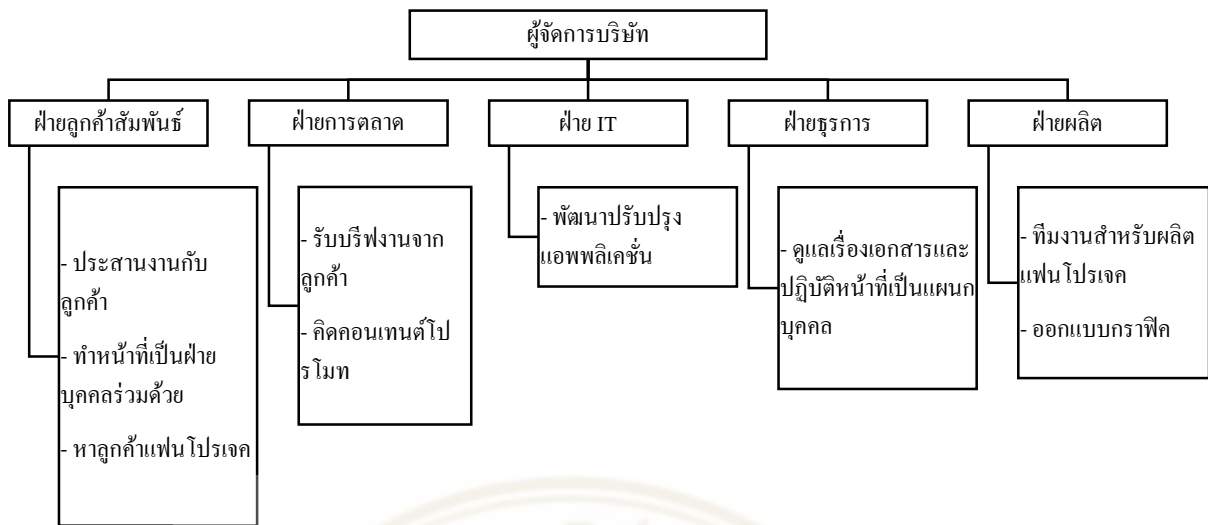 ผู้จัดการบริษัท
ฝ่ายลูกค้าสัมพันธ์
ฝ่ายการตลาด
ฝ่าย IT
ฝ่ายธุรการ
ฝ่ายผลิต
- ประสานงานกับ
ลูกค้า
- ทำหน้าที่เป็นฝ่าย
บุคคลร่วมด้วย
- หาลูกค้าแฟนโปรเจค
- รับบรีฟงานจาก
ลูกค้า
- คิดคอนเทนต์โป
รโมท
- พัฒนาปรับปรุง
แอพพลิเคชั่น
- ดูแลเรื่องเอกสารและ
ปฏิบัติหน้าที่เป็นแผนก
บุคคล
- ทีมงานสำหรับผลิต
แฟนโปรเจค
- ออกแบบกราฟิค